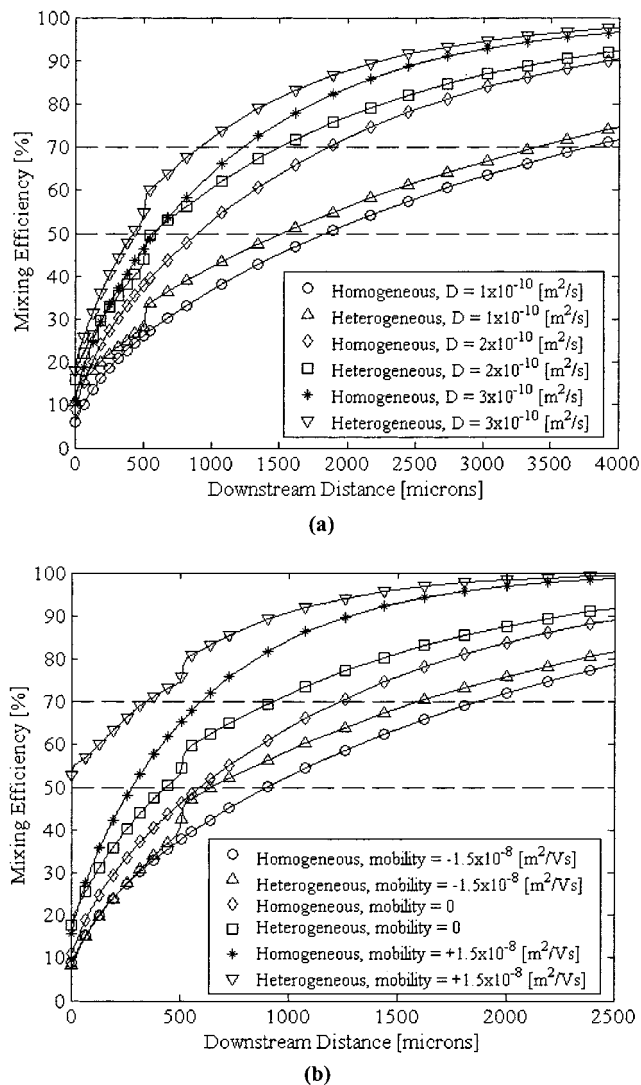 100
90
80
70
60
50
40
30
20
10
0
Mixing Efficiency [%]
Homogeneous, D = 1x10⁻¹⁰ [m²/s]
Heterogeneous, D = 1x10⁻¹⁰ [m²/s]
Homogeneous, D = 2x10⁻¹⁰ [m²/s]
Heterogeneous, D = 2x10⁻¹⁰ [m²/s]
Homogeneous, D = 3x10⁻¹⁰ [m²/s]
Heterogeneous, D = 3x10⁻¹⁰ [m²/s]
0 500 1000 1500 2000 2500 3000 3500 4000
Downstream Distance [microns]
(a)
100
90
80
70
60
50
40
30
20
10
0
Mixing Efficiency [%]
Homogeneous, mobility = -1.5x10⁻⁸ [m²/Vs]
Heterogeneous, mobility = -1.5x10⁻⁸ [m²/Vs]
Homogeneous, mobility = 0
Heterogeneous, mobility = 0
Homogeneous, mobility = +1.5x10⁻⁸ [m²/Vs]
Heterogeneous, mobility = +1.5x10⁻⁸ [m²/Vs]
0 500 1000 1500 2000 2500
Downstream Distance [microns]
(b)